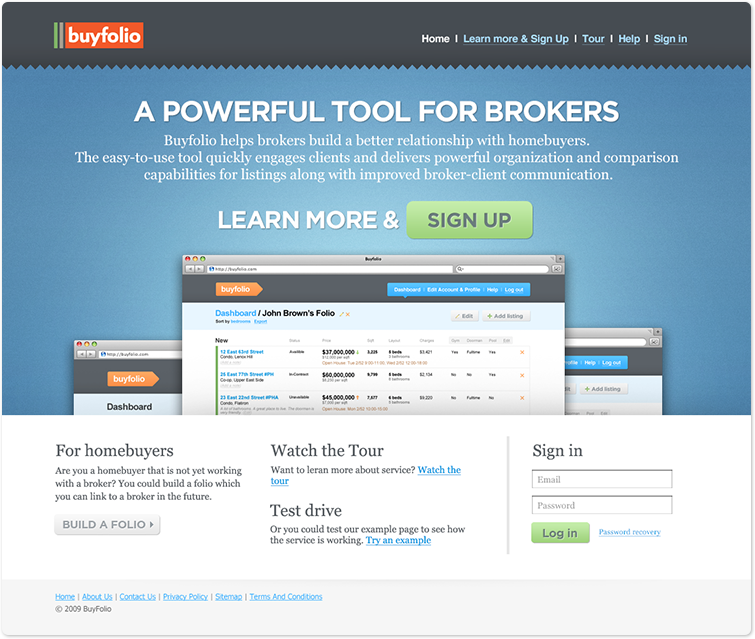 buyfolio
Home | Learn more & Sign Up | Tour | Help | Sign in
A POWERFUL TOOL FOR BROKERS
Buyfolio helps brokers build a better relationship with homebuyers.
The easy-to-use tool quickly engages clients and delivers powerful organization and comparison
capabilities for listings along with improved broker-client communication.
LEARN MORE & SIGN UP
Buyfolio
http://buyfolio.com
buyfolio
Dashboard | Edit Account & Profile | Help | Log out
Dashboard / John Brown's Folio
Sort by bedrooms Expert
Edit
Add listing
New Status Price Sqft Layout Charges Gym Doorman Pool Edit
12 East 63rd Street Available $37,000,000 3,225 5 beds $3,421 Yes Fulltime Yes
Condo, Lenox Hill
25 East 77th Street #PH In-Contract $60,000,000 9,799 6 beds $2,134 No No Yes
Co-op, Upper East Side
23 East 22nd Street #PHA Unavailable $45,000,000 7,577 6 beds $9,220 No Fulltime No
Condo, Flatiron
http://buyfolio.com
buyfolio
Dashboard
Help | Log out
Add listing
For homebuyers
Are you a homebuyer that is not yet working
with a broker? You could build a folio which
you can link to a broker in the future.
BUILD A FOLIO
Watch the Tour
Want to leran more about service? Watch the
tour
Test drive
Or you could test our example page to see how
the service is working. Try an example
Sign in
Email
Password
Log in
Password recovery
Home | About Us | Contact Us | Privacy Policy | Sitemap | Terms And Conditions
© 2009 BuyFolio